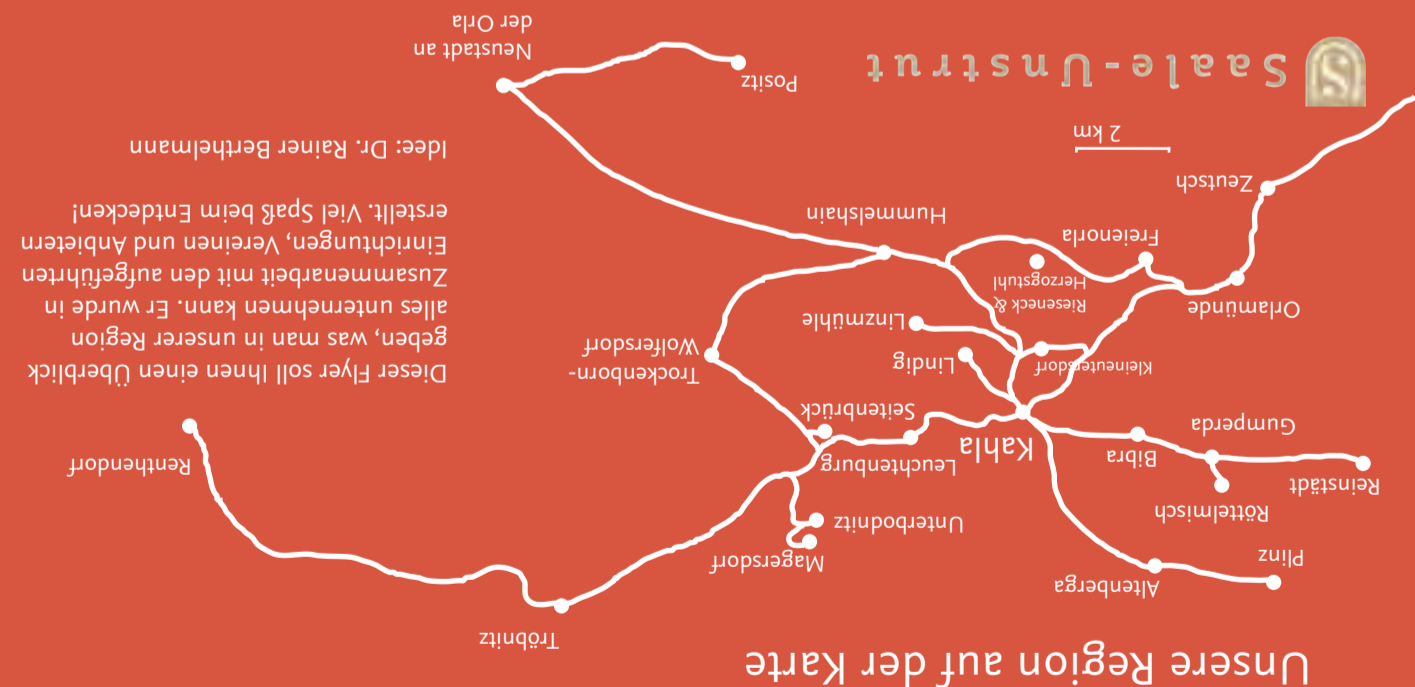 Unsere Region auf der Karte
Tröbnitz
Plinz
Altenberga
Magersdorf
Unterbodnitz
Röttelmisch
Reinstädt
Bibra
Gumperda
Kahla
Leuchtenburg
Seitenbrück
Renthendorf
Kleineutersdorf
Lindig
Linzmühle
Trockenborn-
Wolfersdorf
Orlamünde
Rieseneck &
Herzogstuhl
Freienorla
Hummelshain
Zeutsch
2 km
Saale-Unstrut
Positz
Neustadt an
der Orla
Dieser Flyer soll Ihnen einen Überblick
geben, was man in unserer Region
alles unternehmen kann. Er wurde in
Zusammenarbeit mit den aufgeführten
Einrichtungen, Vereinen und Anbietern
erstellt. Viel Spaß beim Entdecken!
Idee: Dr. Rainer Berthelmann